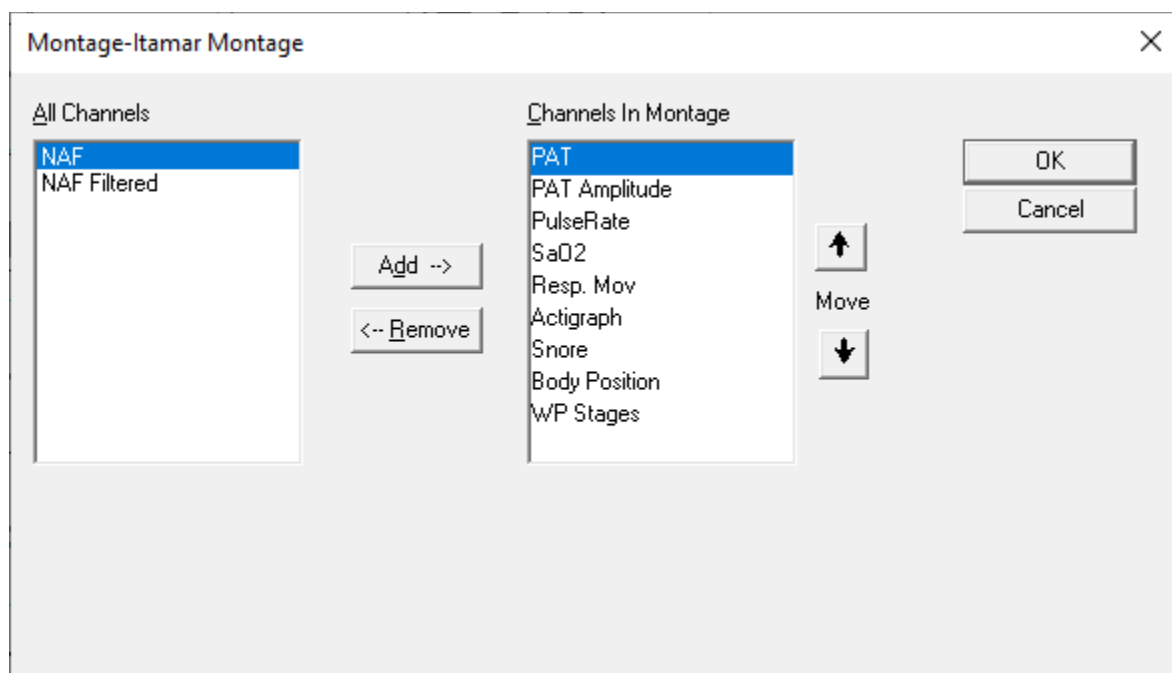 Montage-Itamar Montage
All Channels
NAF
NAF Filtered
Add -->
<-- Remove
Channels In Montage
PAT
PAT Amplitude
PulseRate
SaO2
Resp. Mov
Actigraph
Snore
Body Position
WP Stages
Move
OK
Cancel